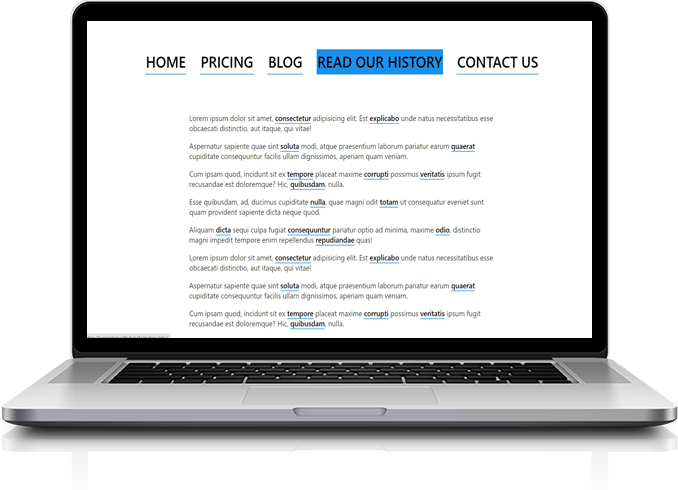 HOME PRICING BLOG READ OUR HISTORY CONTACT US
Lorem ipsum dolor sit amet, consectetur adipisicing elit. Est explicabo unde natus necessitatibus esse
obcaecati distinctio, aut itaque, qui vitae!
Aspernatur sapiente quae sint soluta modi, atque praesentium laborum pariatur earum quaerat
cupiditate consequuntur facilis ullam dignissimos, aperiam quam veniam.
Cum ipsum quod, incidunt sit ex tempore placeat maxime corrupti possimus veritatis ipsum fugit
recusandae est doloremque? Hic, quibusdam, nulla.
Esse quibusdam, ad, ducimus cupiditate nulla, quae magni odit totam ut consequatur eveniet sunt
quam provident sapiente dicta neque quod.
Aliquam dicta sequi culpa fugiat consequuntur pariatur optio ad minima, maxime odio, distinctio
magni impedit tempore enim repellendus repudiandae quas!
Lorem ipsum dolor sit amet, consectetur adipisicing elit. Est explicabo unde natus necessitatibus esse
obcaecati distinctio, aut itaque, qui vitae!
Aspernatur sapiente quae sint soluta modi, atque praesentium laborum pariatur earum quaerat
cupiditate consequuntur facilis ullam dignissimos, aperiam quam veniam.
Cum ipsum quod, incidunt sit ex tempore placeat maxime corrupti possimus veritatis ipsum fugit
recusandae est doloremque? Hic, quibusdam, nulla.